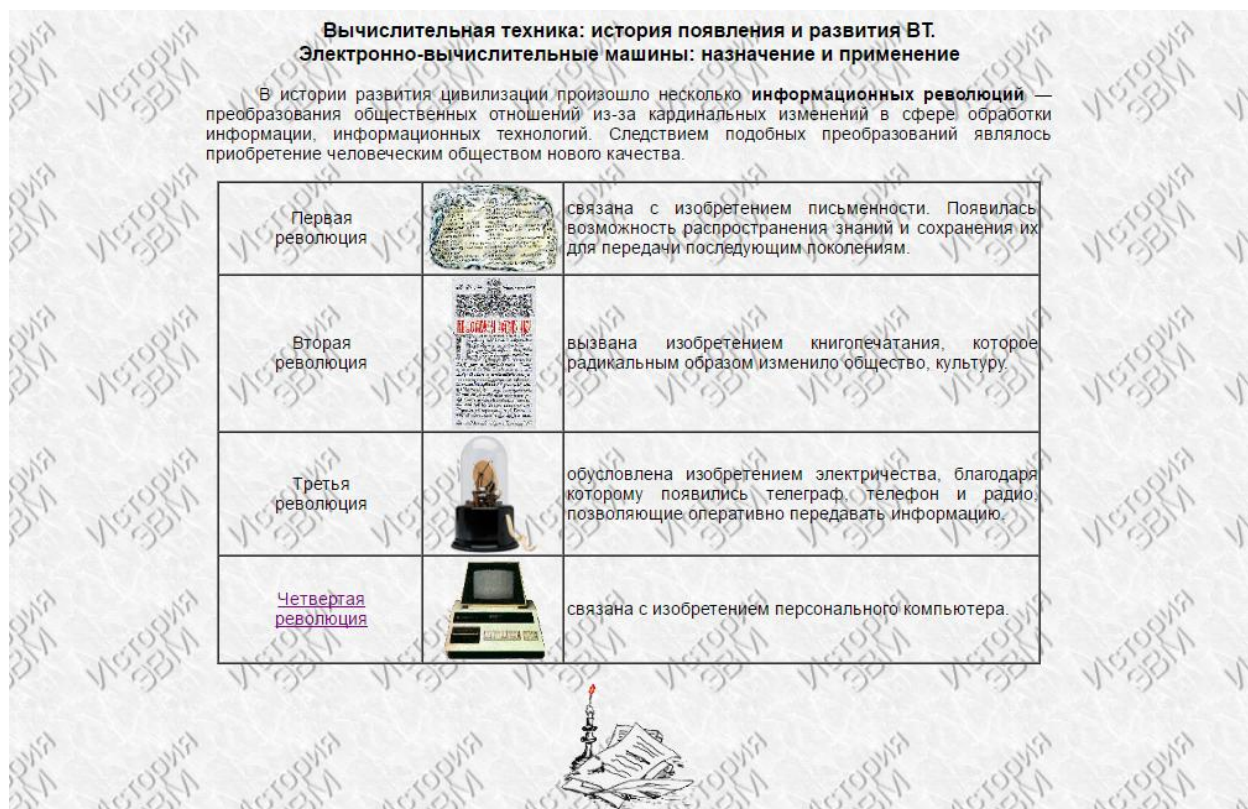 Вычислительная техника: история появления и развития ВТ.
Электронно-вычислительные машины: назначение и применение
В истории развития цивилизации произошло несколько информационных революций —
преобразования общественных отношений из-за кардинальных изменений в сфере обработки
информации, информационных технологий. Следствием подобных преобразований являлось
приобретение человеческим обществом нового качества.
Первая
революция
связана с изобретением письменности. Появилась
возможность распространения знаний и сохранения их
для передачи последующим поколениям.
Вторая
революция
вызвана изобретением книгопечатания, которое
радикальным образом изменило общество, культуру.
Третья
революция
обусловлена изобретением электричества, благодаря
которому появились телеграф, телефон и радио,
позволяющие оперативно передавать информацию.
Четвертая
революция
связана с изобретением персонального компьютера.
История
ЭВМ